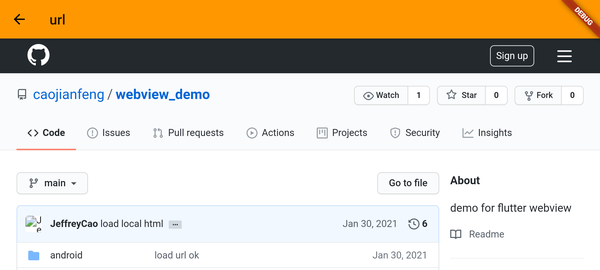 url
DEBUG
Sign up
caojianfeng / webview_demo
Watch 1 Star 0 Fork 0
Code Issues Pull requests Actions Projects Security Insights
main
Go to file
About
JeffreyCao load local html ... Jan 30, 2021 6
demo for flutter webview
Readme
android load url ok Jan 30, 2021